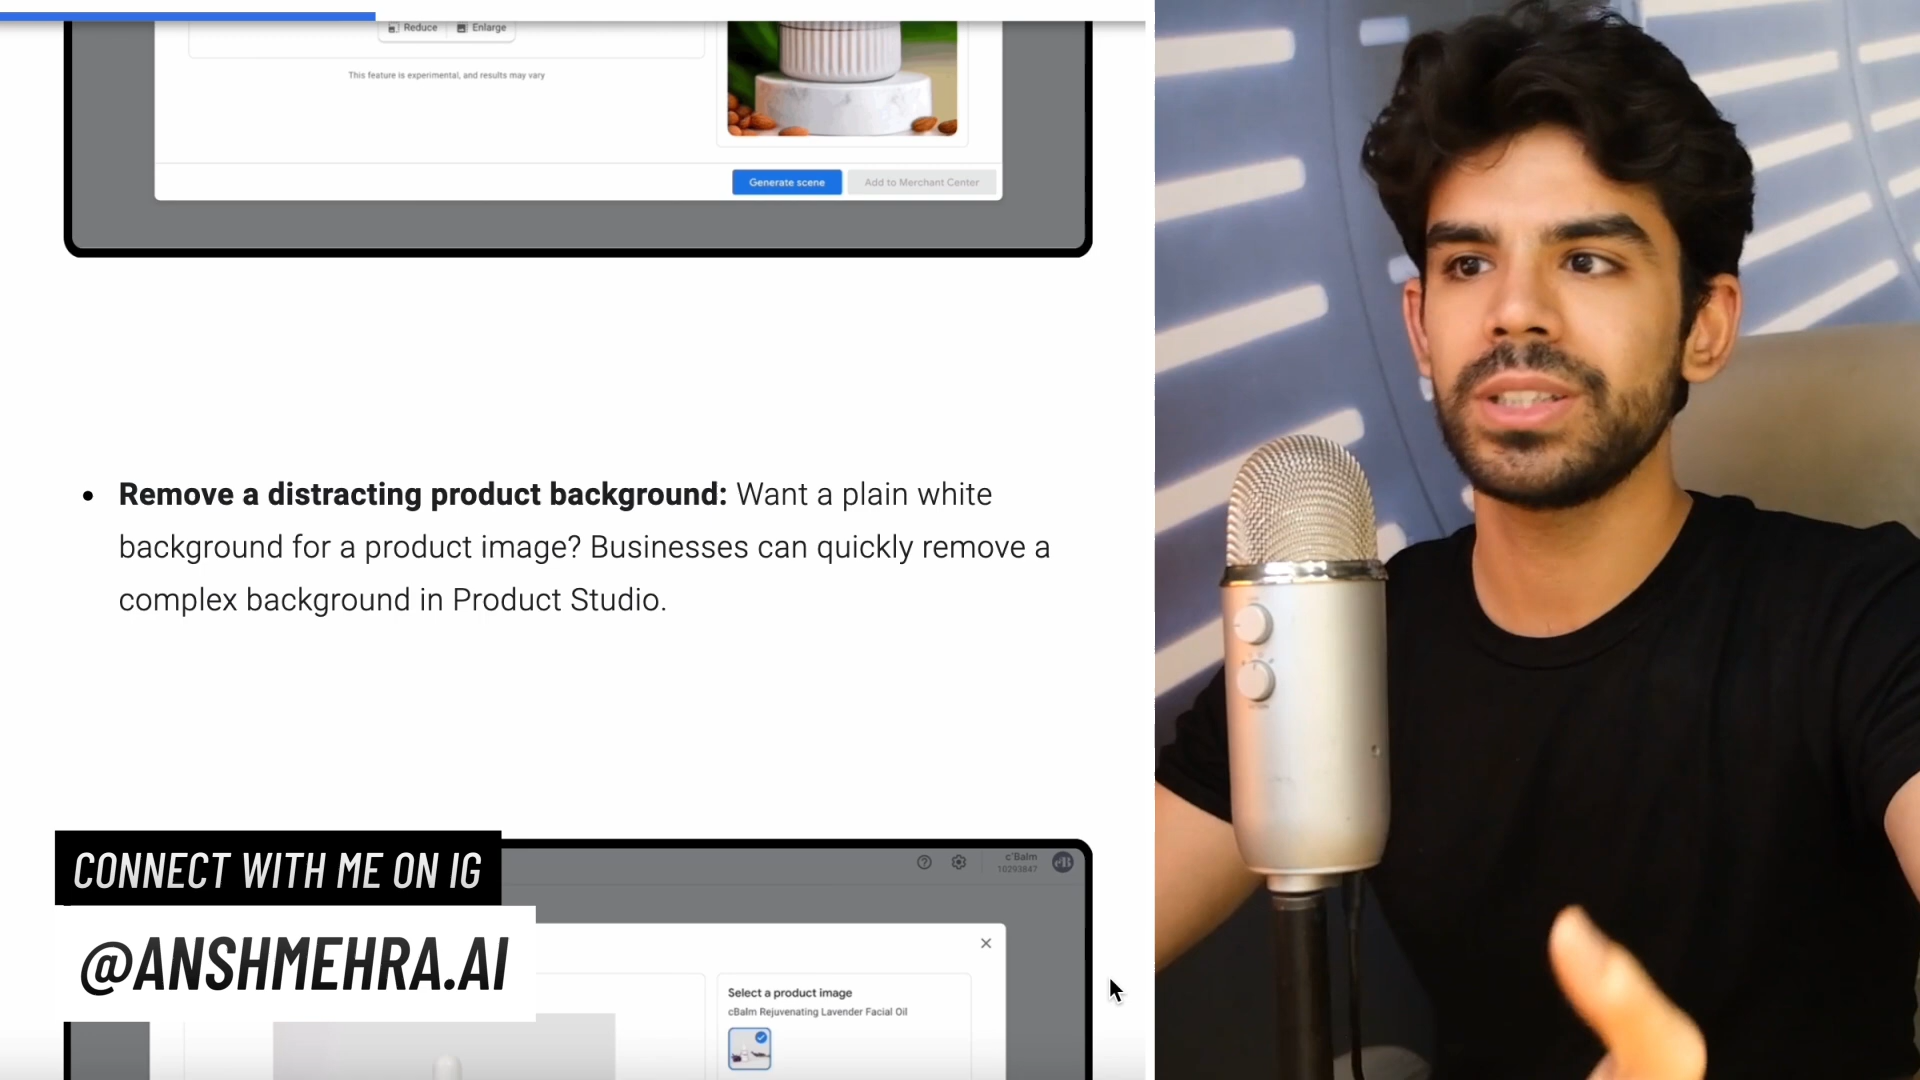 Reduce
Enlarge
This feature is experimental, and results may vary
Generate scene
Add to Merchant Center
Remove a distracting product background: Want a plain white
background for a product image? Businesses can quickly remove a
complex background in Product Studio.
CONNECT WITH ME ON IG
@ANSHMEHRA.AI
c'Balm
10293847
cB
Select a product image
cBalm Rejuvenating Lavender Facial Oil